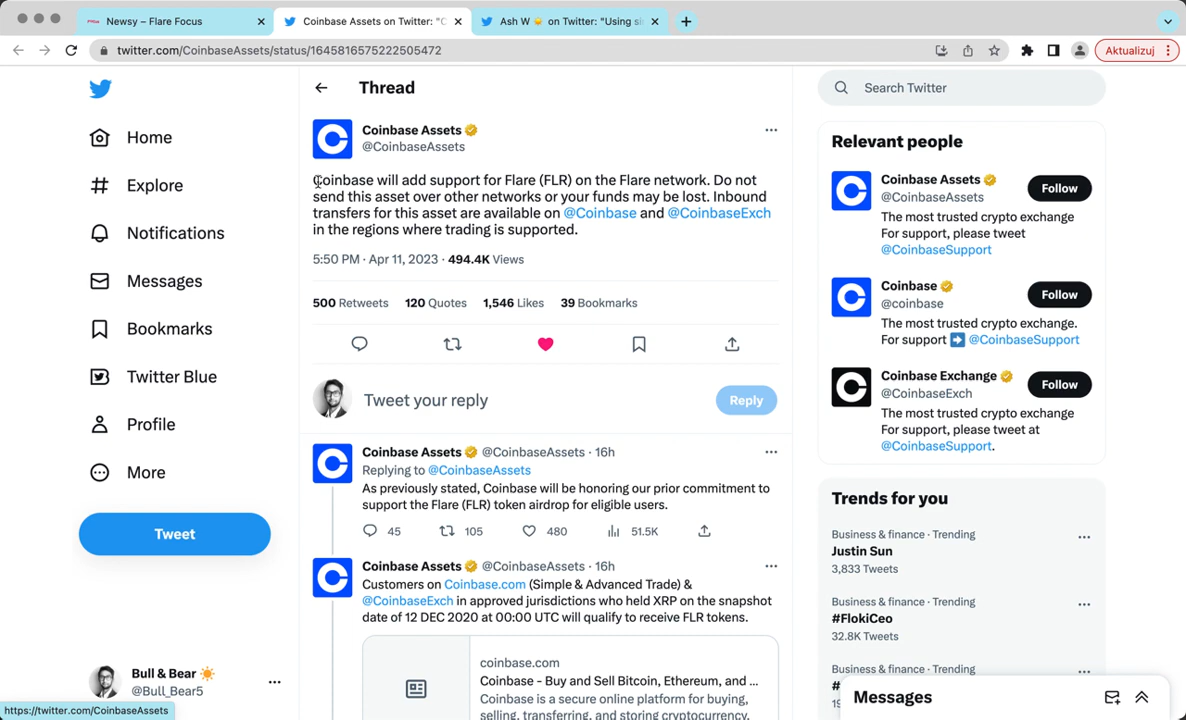 Newsy – Flare Focus
Coinbase Assets on Twitter: "C
Ash W on Twitter: "Using si
twitter.com/CoinbaseAssets/status/1645816575222505472
Aktualizuj
Home
Explore
Notifications
Messages
Bookmarks
Twitter Blue
Profile
More
Tweet
Bull & Bear
@Bull_Bear5
https://twitter.com/CoinbaseAssets
Thread
Coinbase Assets
@CoinbaseAssets
Coinbase will add support for Flare (FLR) on the Flare network. Do not
send this asset over other networks or your funds may be lost. Inbound
transfers for this asset are available on @Coinbase and @CoinbaseExch
in the regions where trading is supported.
5:50 PM · Apr 11, 2023 · 494.4K Views
500 Retweets 120 Quotes 1,546 Likes 39 Bookmarks
Tweet your reply
Reply
Coinbase Assets @CoinbaseAssets · 16h
Replying to @CoinbaseAssets
As previously stated, Coinbase will be honoring our prior commitment to
support the Flare (FLR) token airdrop for eligible users.
45 105 480 51.5K
Coinbase Assets @CoinbaseAssets · 16h
Customers on Coinbase.com (Simple & Advanced Trade) &
@CoinbaseExch in approved jurisdictions who held XRP on the snapshot
date of 12 DEC 2020 at 00:00 UTC will qualify to receive FLR tokens.
coinbase.com
Coinbase - Buy and Sell Bitcoin, Ethereum, and ...
Coinbase is a secure online platform for buying,
selling, transferring, and storing cryptocurrency.
Search Twitter
Relevant people
Coinbase Assets
@CoinbaseAssets
Follow
The most trusted crypto exchange
For support, please tweet
@CoinbaseSupport
Coinbase
@coinbase
Follow
The most trusted crypto exchange.
For support @CoinbaseSupport
Coinbase Exchange
@CoinbaseExch
Follow
The most trusted crypto exchange
For support, please tweet at
@CoinbaseSupport.
Trends for you
Business & finance · Trending
Justin Sun
3,833 Tweets
Business & finance · Trending
#FlokiCeo
32.8K Tweets
Business & finance · Trending
Messages